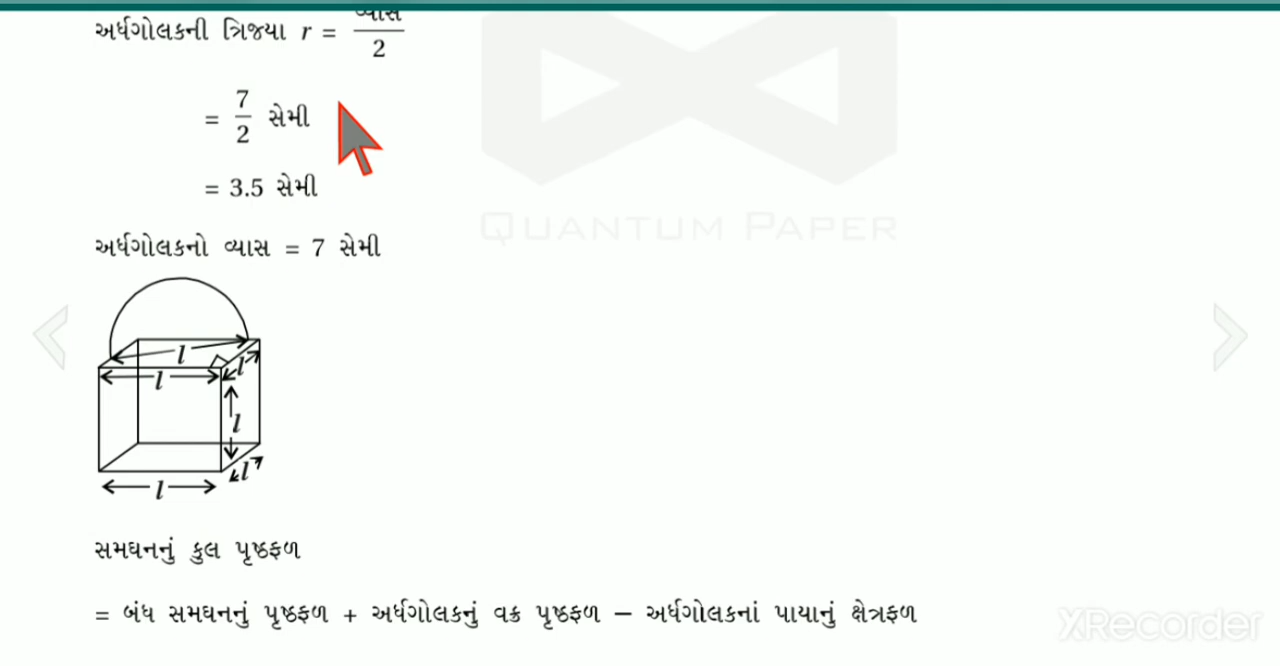 અર્ધગોલકની ત્રિજ્યા r = વ્યાસ / 2
= 7/2 સેમી
= 3.5 સેમી
QUANTUM PAPER
અર્ધગોલકનો વ્યાસ = 7 સેમી
l
l
l
l
l
l
સમઘનનું કુલ પૃષ્ઠફળ
= બંધ સમઘનનું પૃષ્ઠફળ + અર્ધગોલકનું વક્ર પૃષ્ઠફળ − અર્ધગોલકનાં પાયાનું ક્ષેત્રફળ
XRecorder